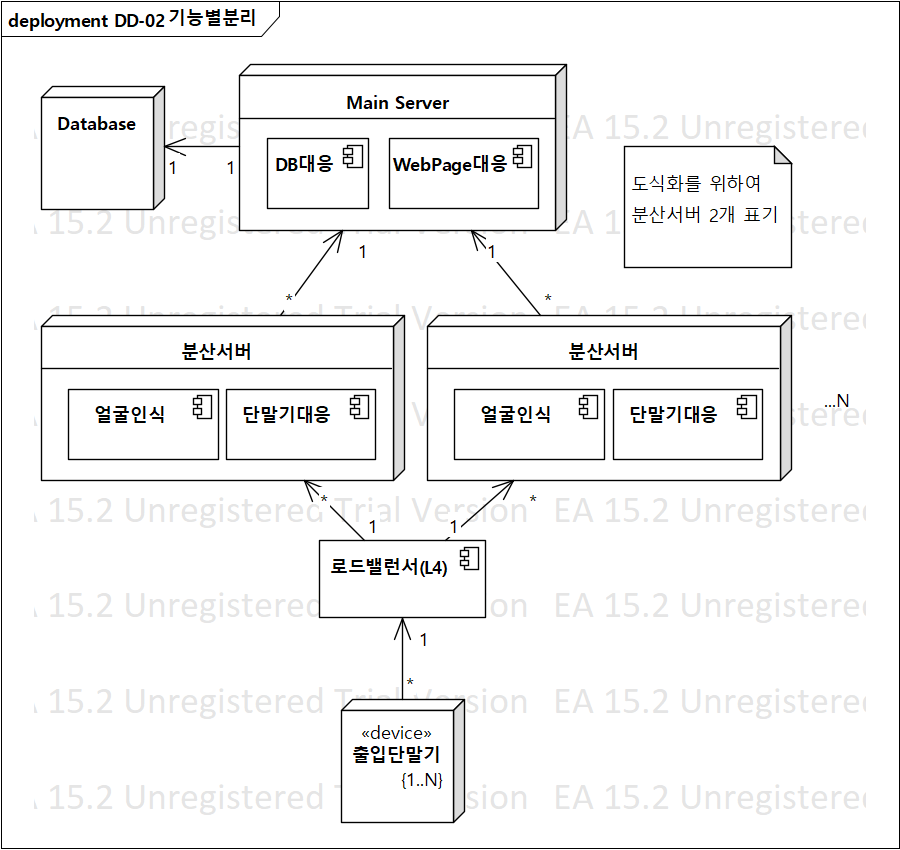 deployment DD-02 기능별분리
Main Server
Database
DB대응
WebPage대응
1
1
도식화를 위하여
분산서버 2개 표기
1
1
*
*
분산서버
분산서버
얼굴인식
단말기대응
얼굴인식
단말기대응
...N
*
*
1
1
로드밸런서(L4)
1
*
«device»
출입단말기
{1..N}
EA 15.2 Unregistered Trial Version